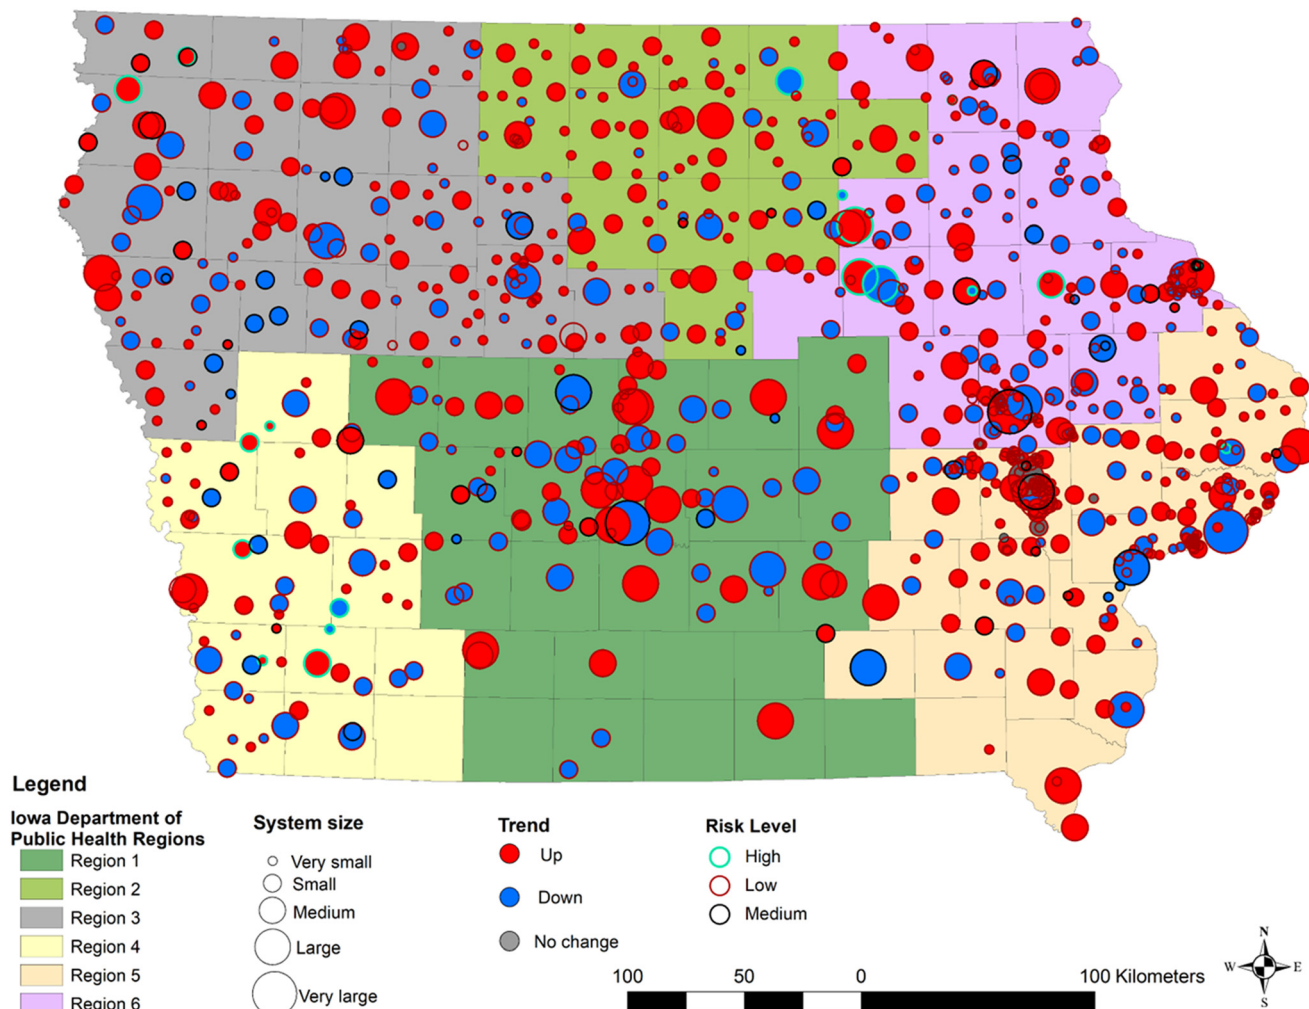 Legend
Iowa Department of
Public Health Regions
Region 1
Region 2
Region 3
Region 4
Region 5
Region 6
System size
Very small
Small
Medium
Large
Very large
Trend
Up
Down
No change
Risk Level
High
Low
Medium
100 50 0 100 Kilometers
N
W E
S